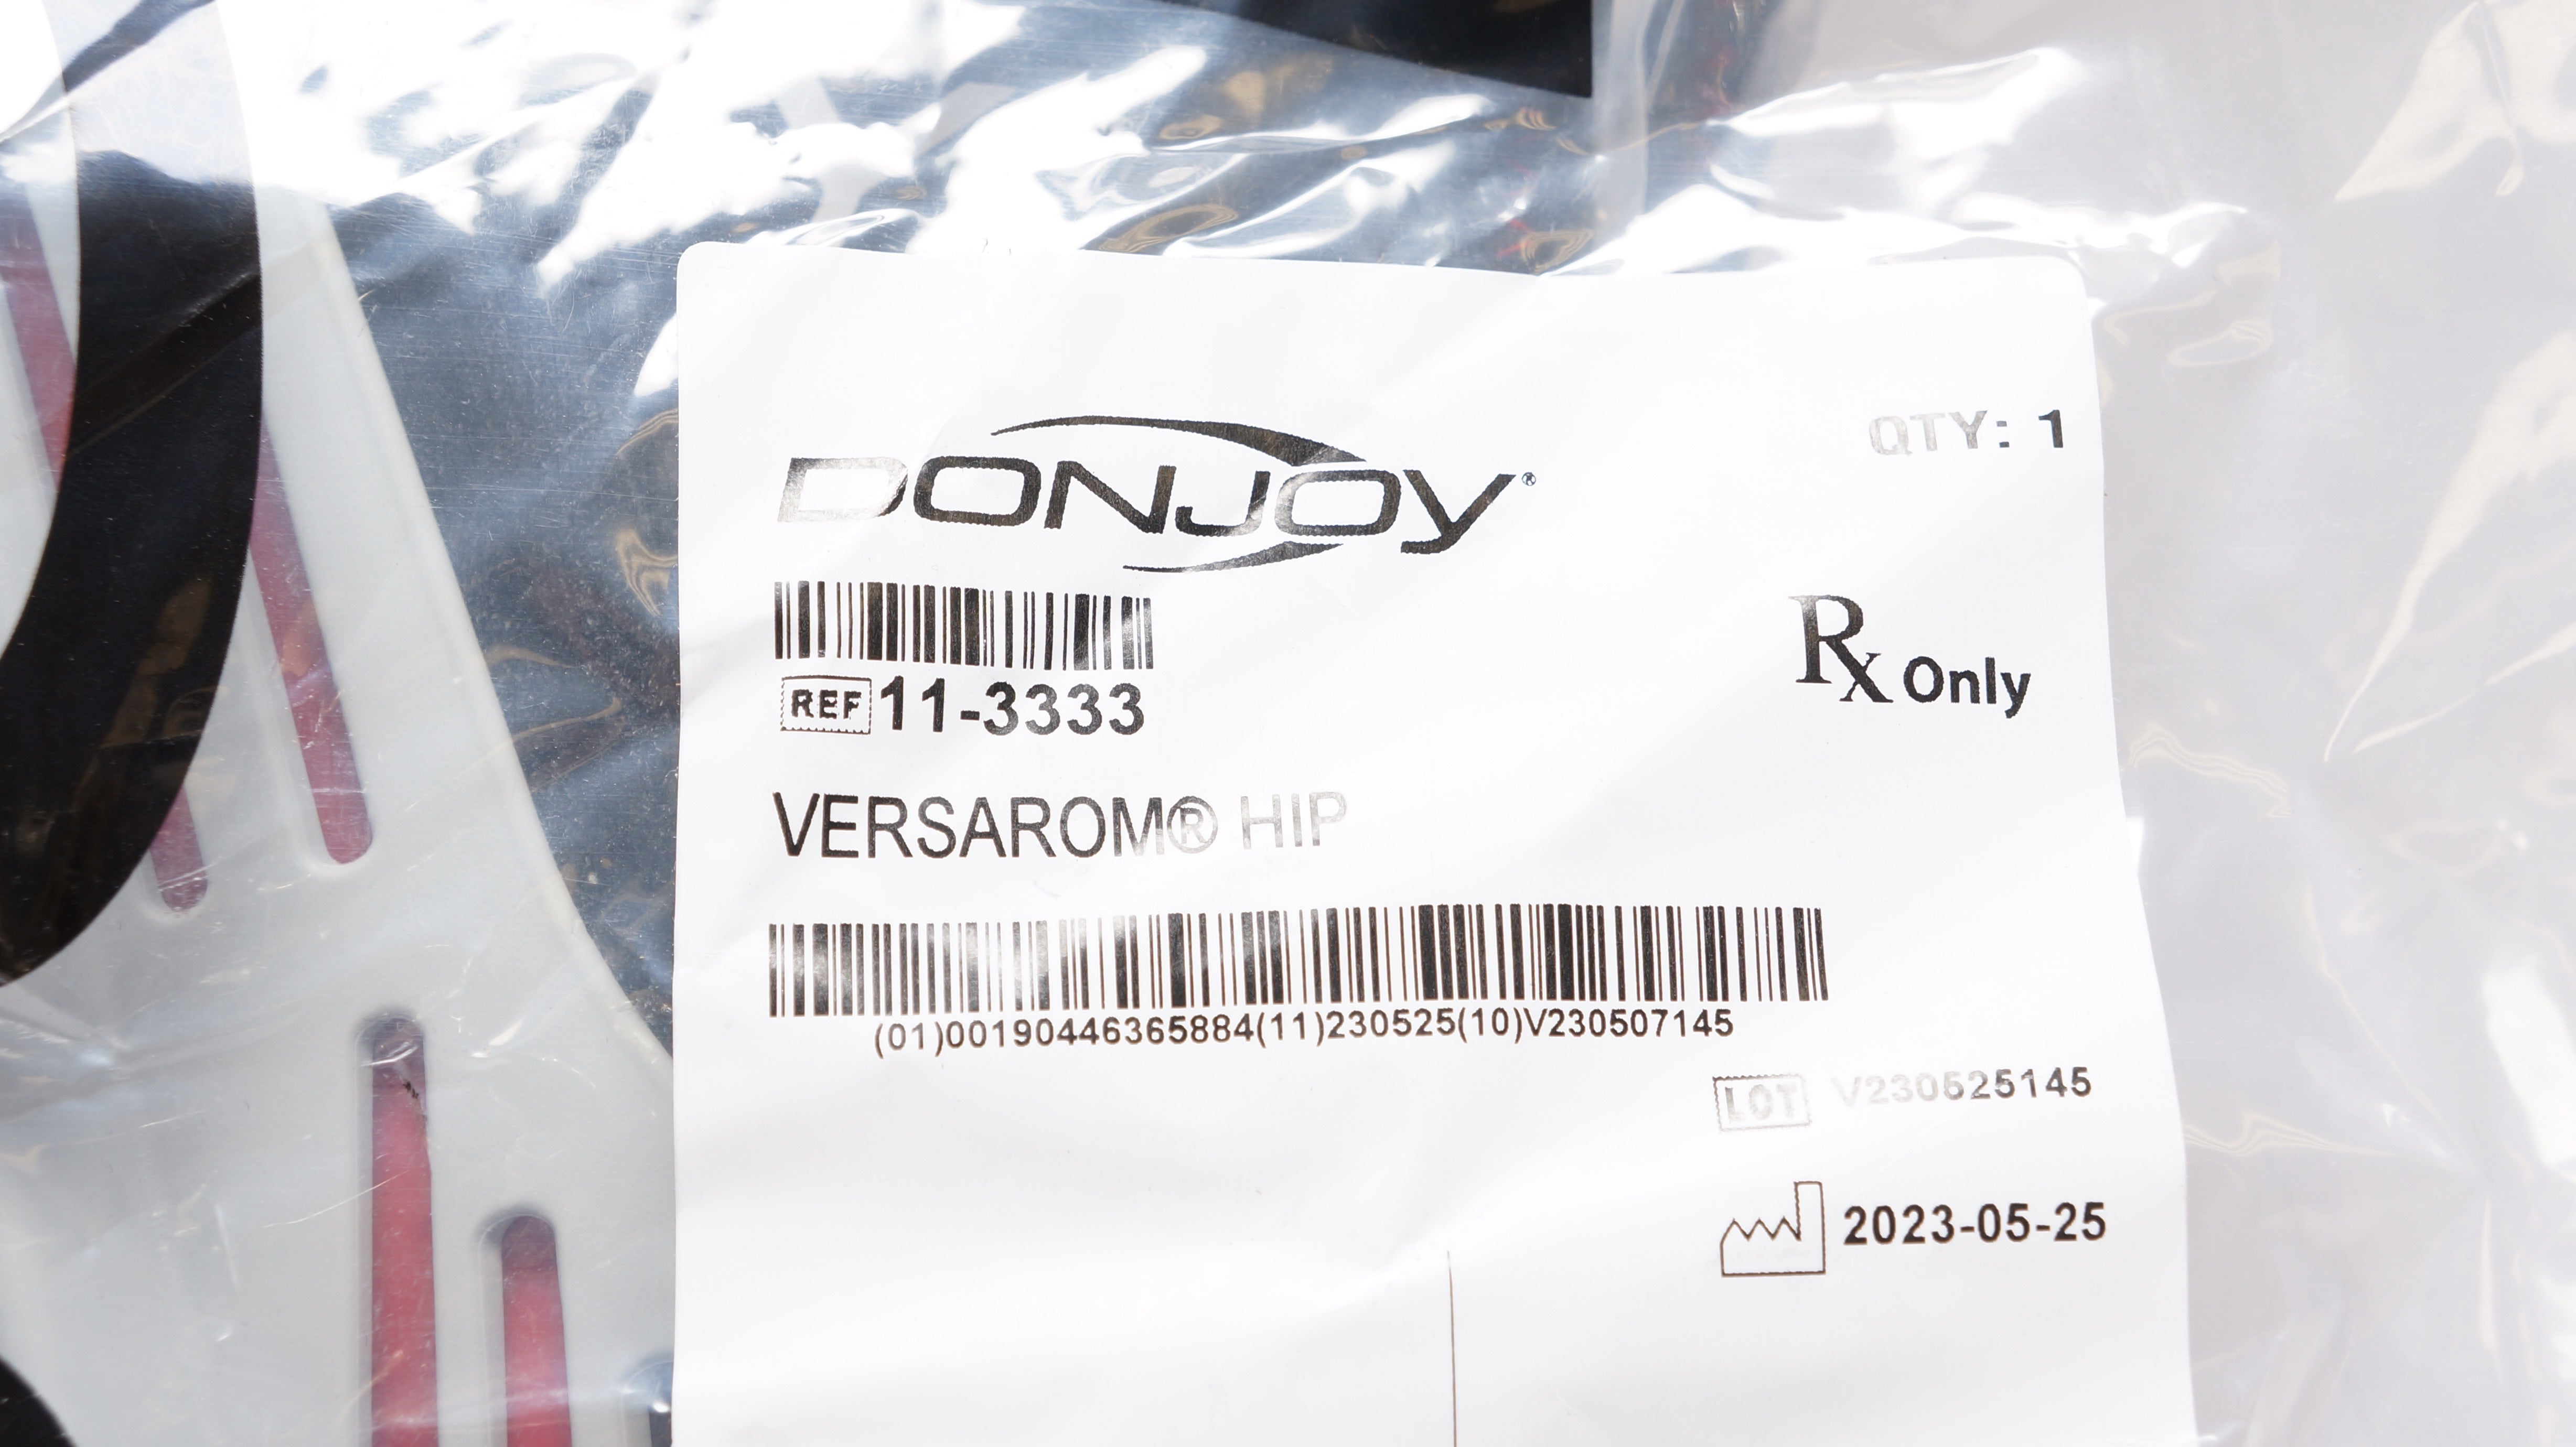 DONJOY®
QTY: 1
REF 11-3333
Rx Only
VERSAROM® HIP
(01)00190446365884(11)230525(10)V230507145
LOT V230525145
2023-05-25